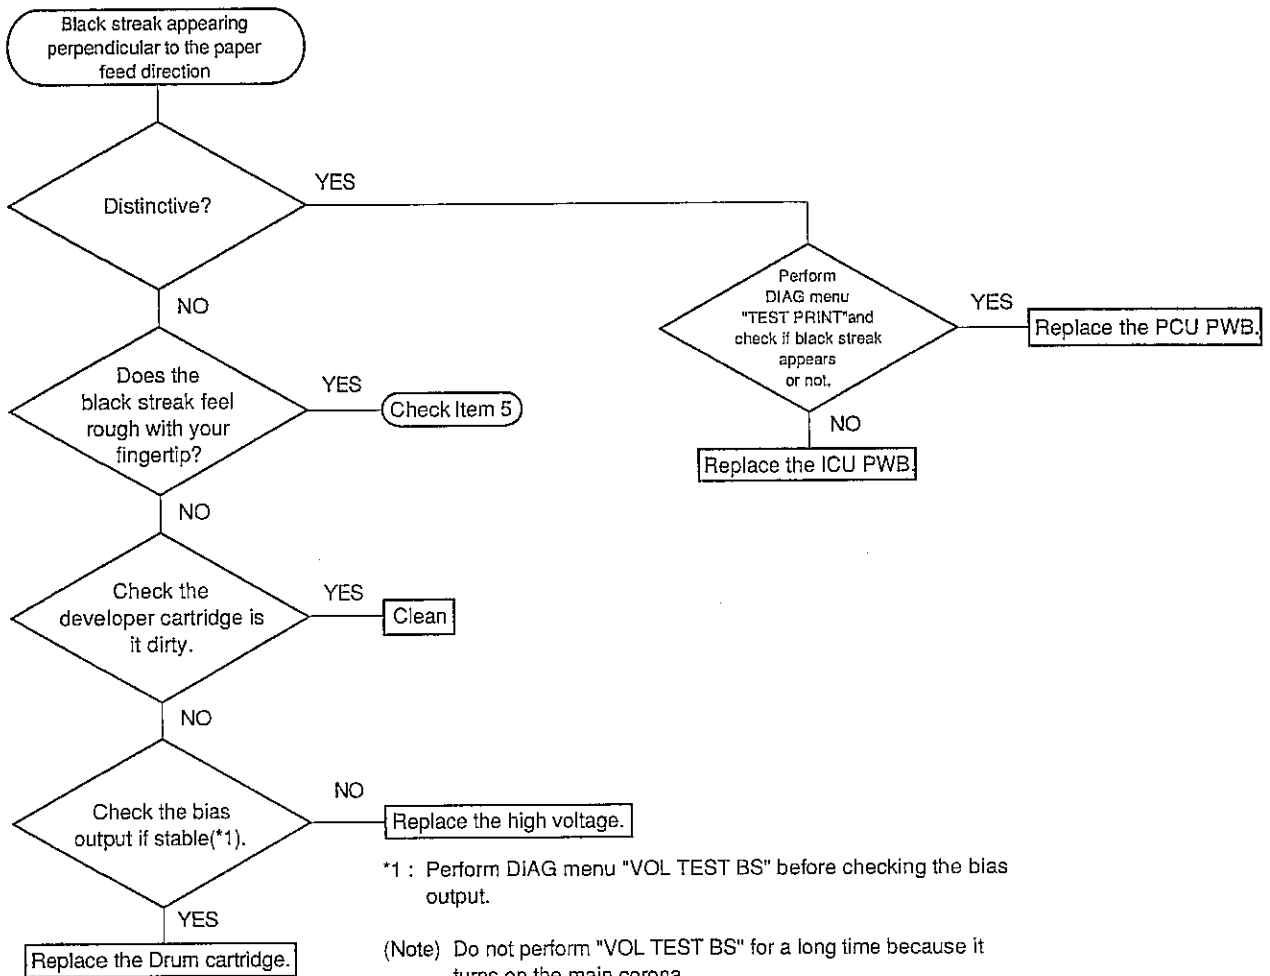 Black streak appearing
perpendicular to the paper
feed direction
Distinctive?
YES
NO
Perform
DIAG menu
"TEST PRINT"and
check if black streak
appears
or not.
YES
Replace the PCU PWB.
NO
Replace the ICU PWB.
Does the
black streak feel
rough with your
fingertip?
YES
Check Item 5
NO
Check the
developer cartridge is
it dirty.
YES
Clean
NO
Check the bias
output if stable(*1).
NO
Replace the high voltage.
YES
Replace the Drum cartridge.
*1 : Perform DIAG menu "VOL TEST BS" before checking the bias
output.
(Note) Do not perform "VOL TEST BS" for a long time because it
turns on the main corona